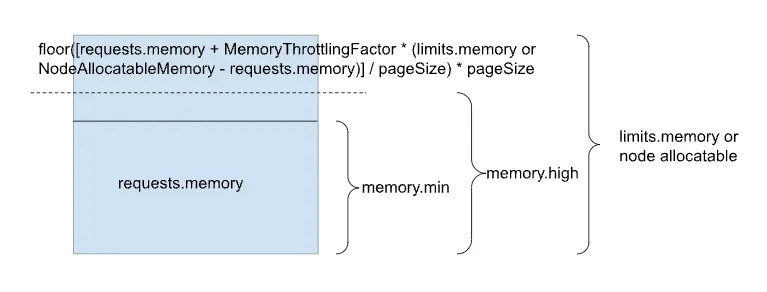 floor([requests.memory + MemoryThrottlingFactor * (limits.memory or
NodeAllocatableMemory - requests.memory)] / pageSize) * pageSize
requests.memory
memory.min
memory.high
limits.memory or
node allocatable